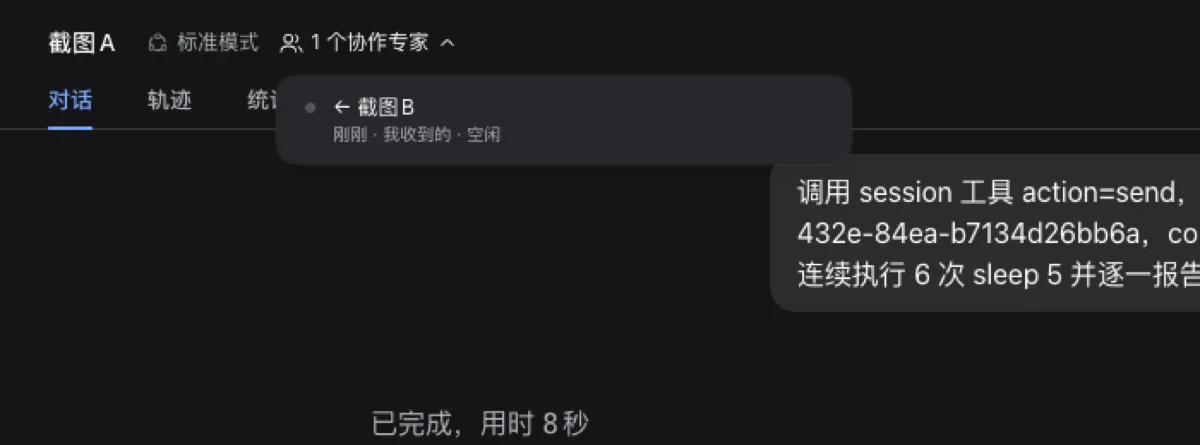 截图A 标准模式 1 个协作专家
对话 轨迹
← 截图B
刚刚 · 我收到的 · 空闲
调用 session 工具 action=send,
432e-84ea-b7134d26bb6a, co
连续执行 6 次 sleep 5 并逐一报告
已完成，用时 8 秒